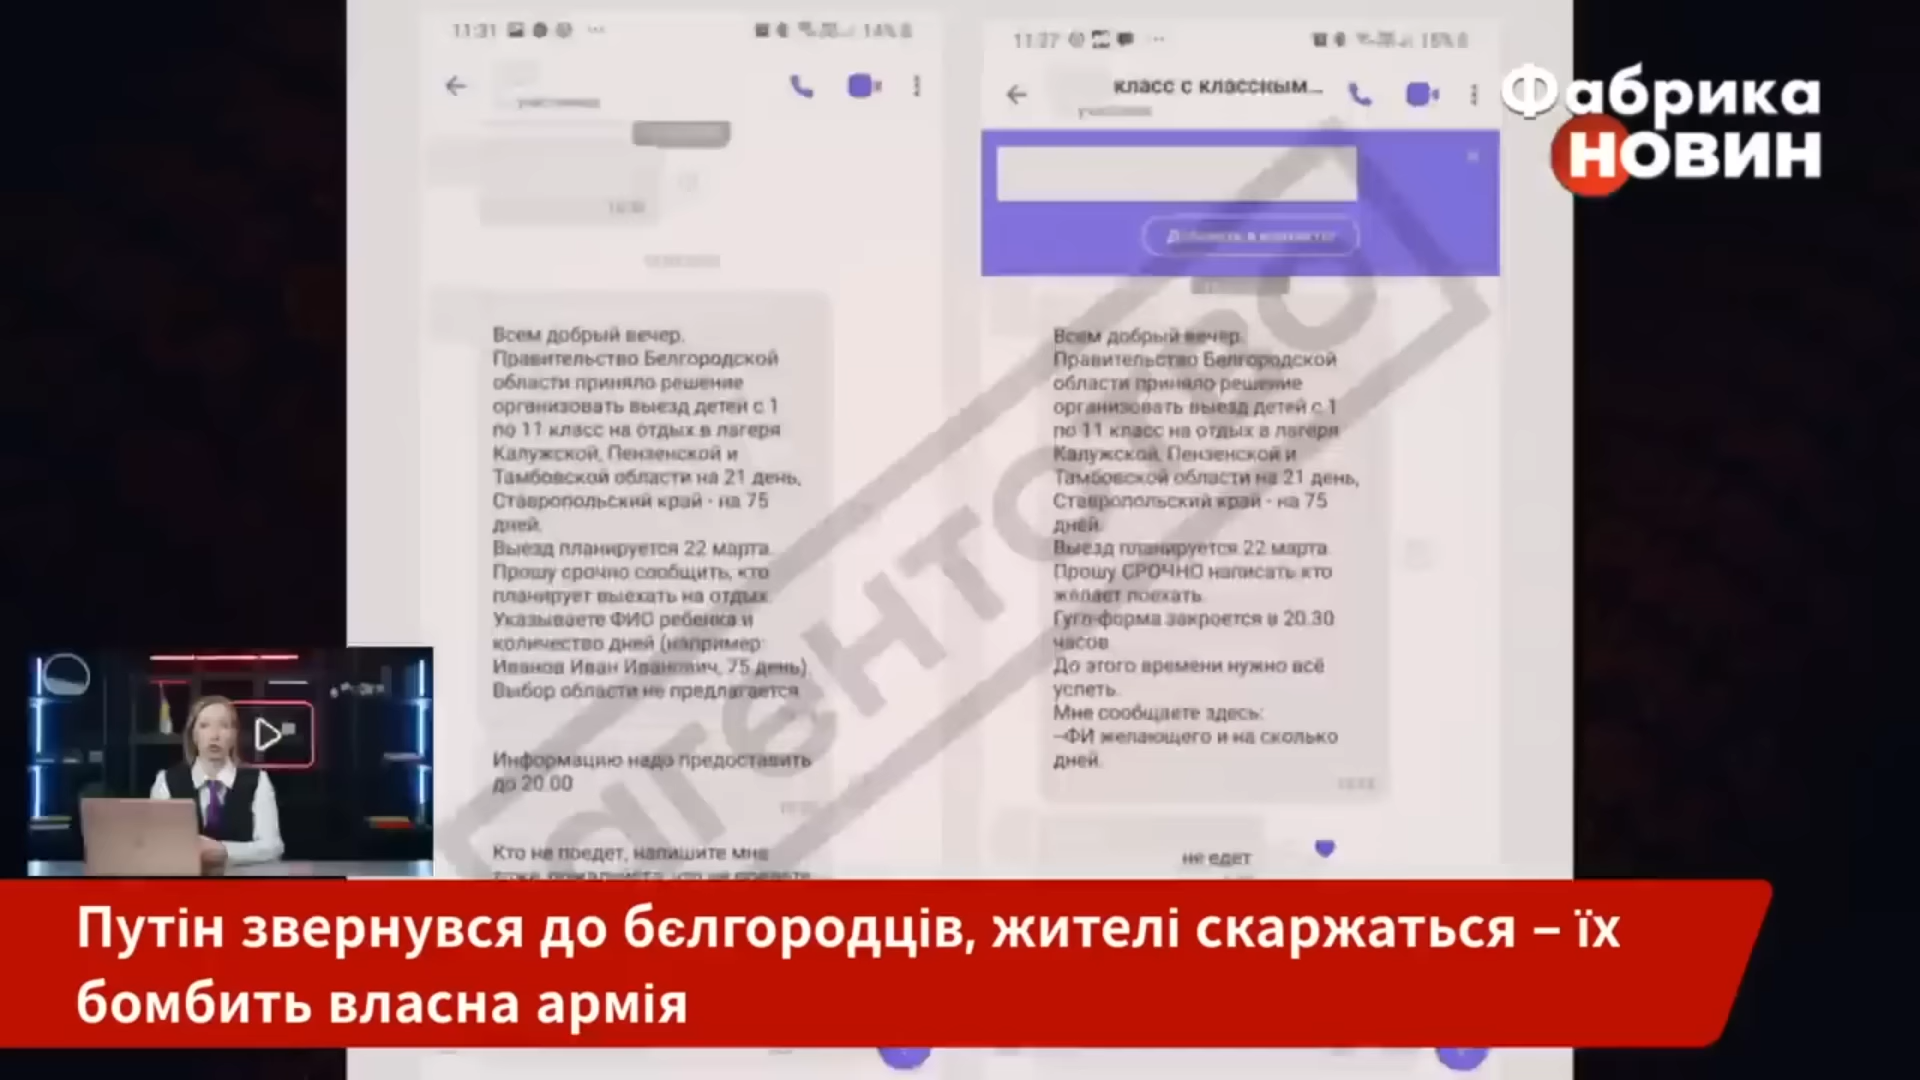 11:31
14%
участника
Всем добрый вечер.
Правительство Белгородской
области приняло решение
организовать выезд детей с 1
по 11 класс на отдых в лагеря
Калужской, Пензенской и
Тамбовской области на 21 день,
Ставропольский край - на 75
дней.
Выезд планируется 22 марта.
Прошу срочно сообщить, кто
планирует выехать на отдых.
Указываете ФИО ребенка и
количество дней (например:
Иванов Иван Иванович, 75 день)
Выбор области не предлагается
Информацию надо предоставить
до 20.00
Кто не поедет, напишите мне
11:37
15%
класс с классным...
Добавить в контакты
Всем добрый вечер.
Правительство Белгородской
области приняло решение
организовать выезд детей с 1
по 11 класс на отдых в лагеря
Калужской, Пензенской и
Тамбовской области на 21 день,
Ставропольский край - на 75
дней.
Выезд планируется 22 марта.
Прошу СРОЧНО написать кто
желает поехать.
Гугл-форма закроется в 20.30
часов
До этого времени нужно всё
успеть.
Мне сообщаете здесь:
–ФИ желающего и на сколько
дней.
не едет
агентство
Фабрика
новин
Путін звернувся до бєлгородців, жителі скаржаться – їх
бомбить власна армія